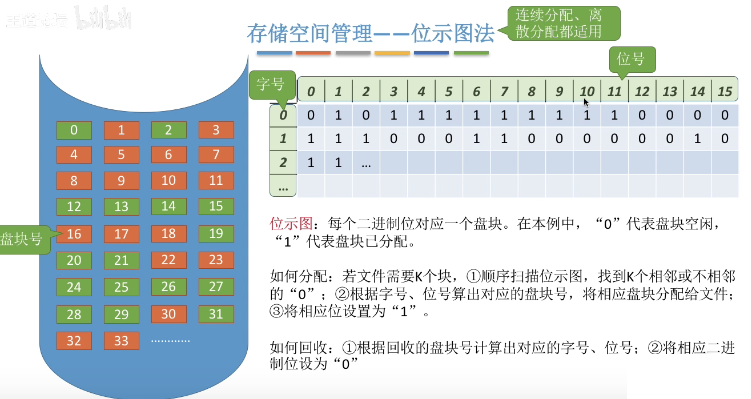 存储空间管理——位示图法
连续分配、离
散分配都适用
位号
字号
0 1 2 3 4 5 6 7 8 9 10 11 12 13 14 15
0 0 1 0 1 1 1 1 1 1 1 1 1 0 0 0 0
1 1 1 1 0 0 0 1 1 0 0 0 0 0 0 1 0
2 1 1 ...
...
0 1 2 3
4 5 6 7
8 9 10 11
12 13 14 15
盘块号
16 17 18 19
20 21 22 23
24 25 26 27
28 29 30 31
32 33 …………
位示图：每个二进制位对应一个盘块。在本例中，“0”代表盘块空闲，
“1”代表盘块已分配。
如何分配：若文件需要K个块，①顺序扫描位示图，找到K个相邻或不相邻
的“0”；②根据字号、位号算出对应的盘块号，将相应盘块分配给文件；
③将相应位设置为“1”。
如何回收：①根据回收的盘块号计算出对应的字号、位号；②将相应二进
制位设为“0”